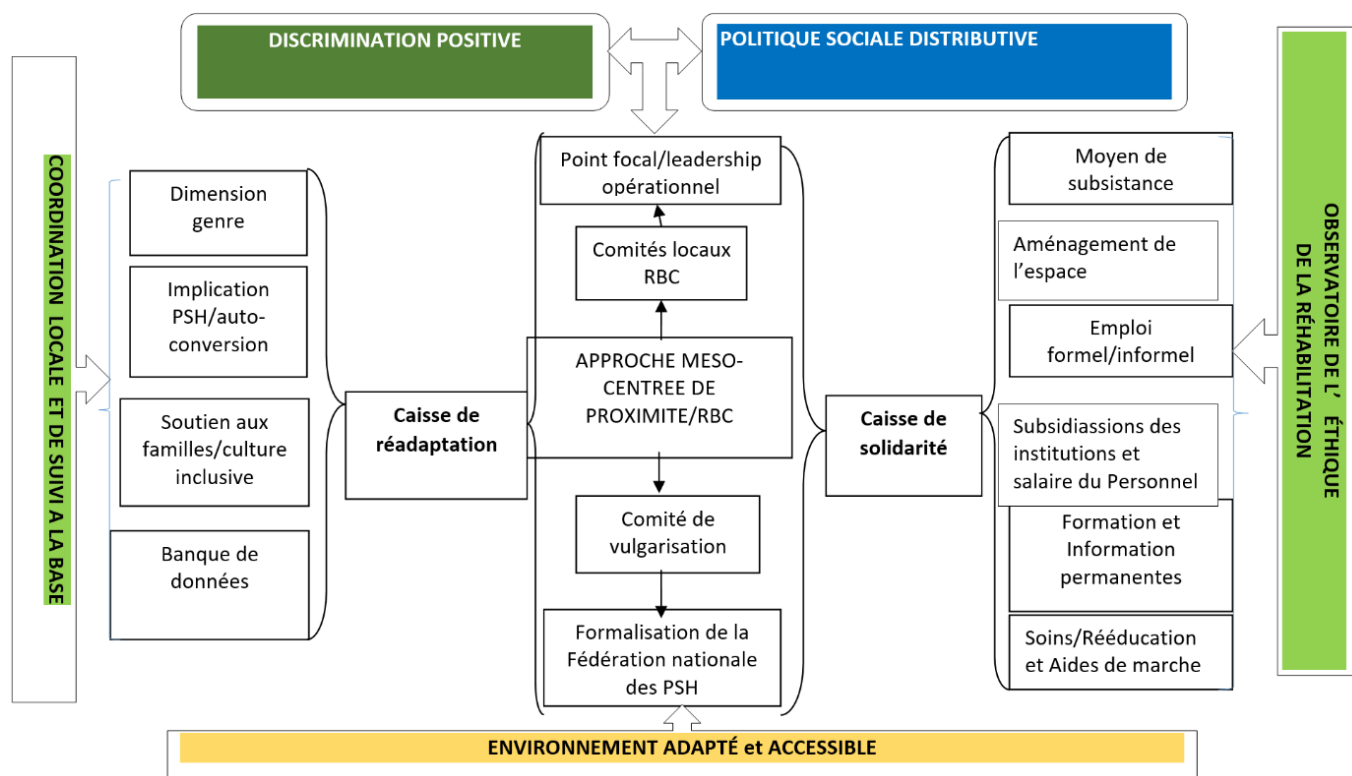 DISCRIMINATION POSITIVE
POLITIQUE SOCIALE DISTRIBUTIVE
COORDINATION LOCALE ET DE SUIVI A LA BASE
Dimension
genre
Implication
PSH/auto-
conversion
Soutien aux
familles/culture
inclusive
Banque de
données
Caisse de
réadaptation
Point focal/leadership
opérationnel
Comités locaux
RBC
APPROCHE MESO-
CENTREE DE
PROXIMITE/RBC
Comité de
vulgarisation
Formalisation de la
Fédération nationale
des PSH
Caisse de
solidarité
Moyen de
subsistance
Aménagement de
l’espace
Emploi
formel/informel
Subsidiassions des
institutions et
salaire du Personnel
Formation et
Information
permanentes
Soins/Rééducation
et Aides de marche
OBSERVATOIRE DE L’ ÉTHIQUE
DE LA RÉHABILITATION
ENVIRONNEMENT ADAPTÉ et ACCESSIBLE